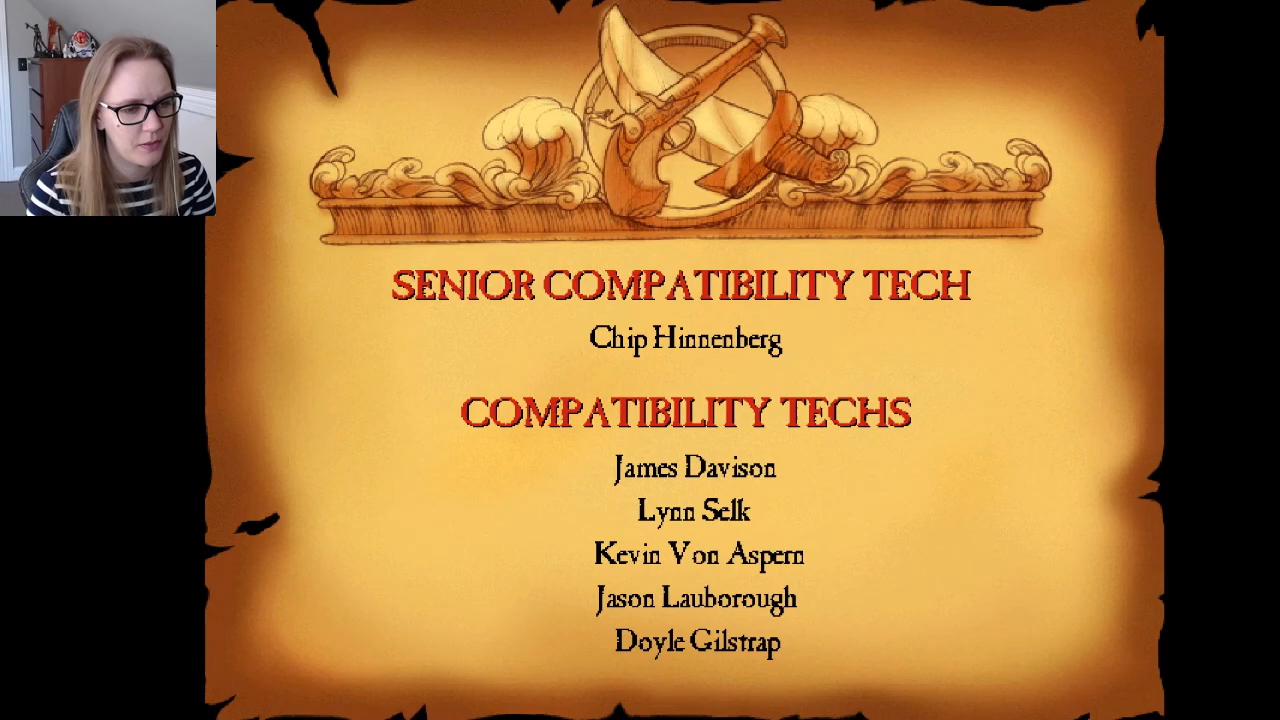 SENIOR COMPATIBILITY TECH
Chip Hinnenberg
COMPATIBILITY TECHS
James Davison
Lynn Selk
Kevin Von Aspern
Jason Lauborough
Doyle Gilstrap